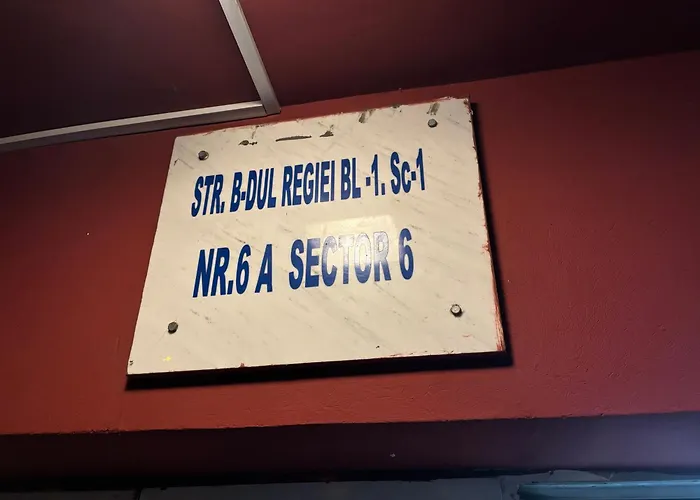 STR. B-DUL REGIEI BL -1. Sc-1
NR.6 A SECTOR 6